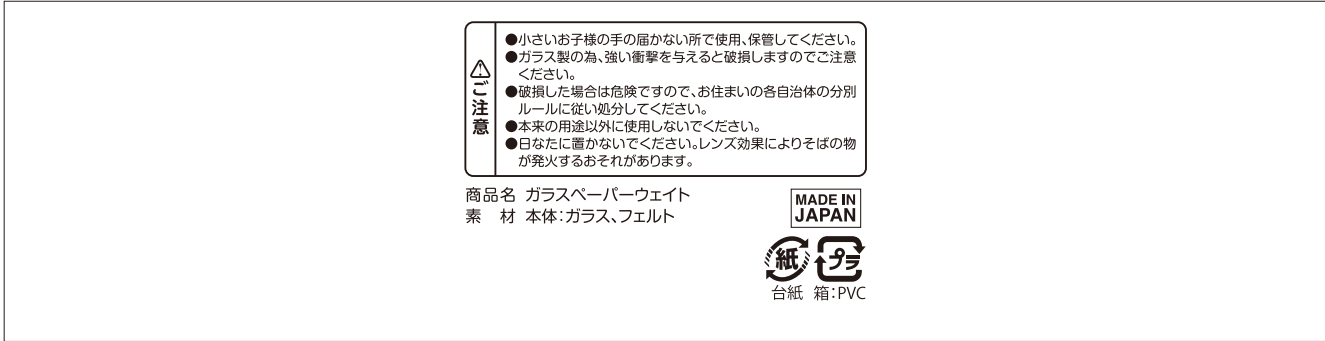 ⚠ご注意
●小さいお子様の手の届かない所で使用、保管してください。
●ガラス製の為、強い衝撃を与えると破損しますのでご注意
ください。
●破損した場合は危険ですので、お住まいの各自治体の分別
ルールに従い処分してください。
●本来の用途以外に使用しないでください。
●日なたに置かないでください。レンズ効果によりそばの物
が発火するおそれがあります。
商品名 ガラスペーパーウェイト
素　材 本体：ガラス、フェルト
MADE IN
JAPAN
紙 プラ
台紙 箱：PVC